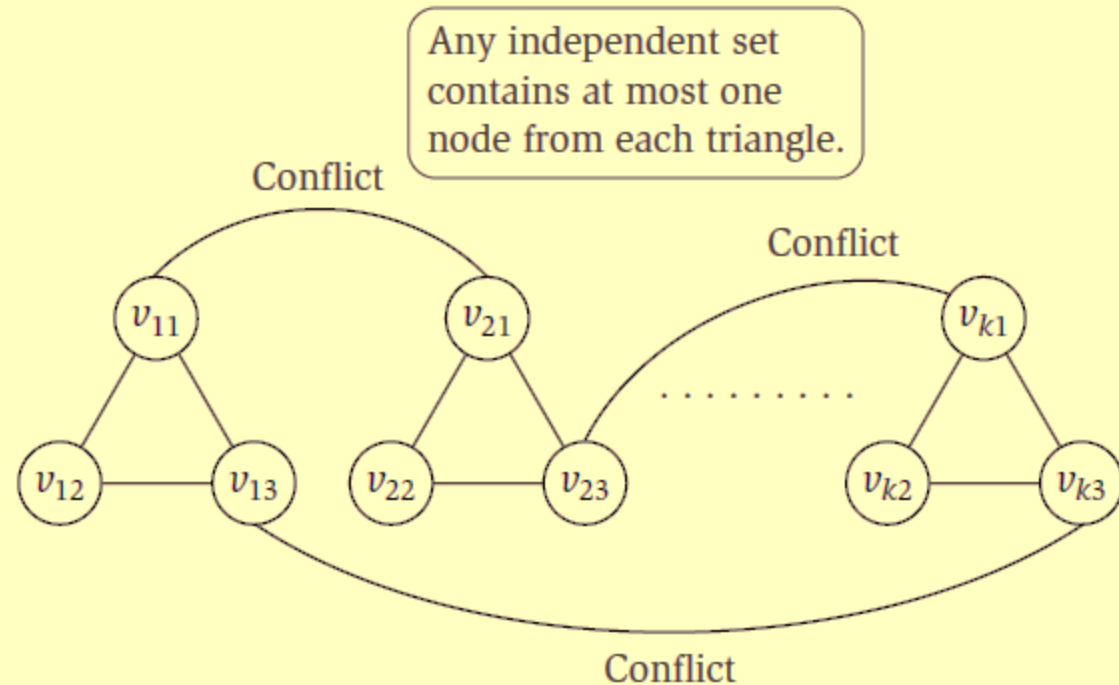 Any independent set
contains at most one
node from each triangle.
Conflict
Conflict
v11
v21
vk1
. . . . . . . . .
v12
v13
v22
v23
vk2
vk3
Conflict